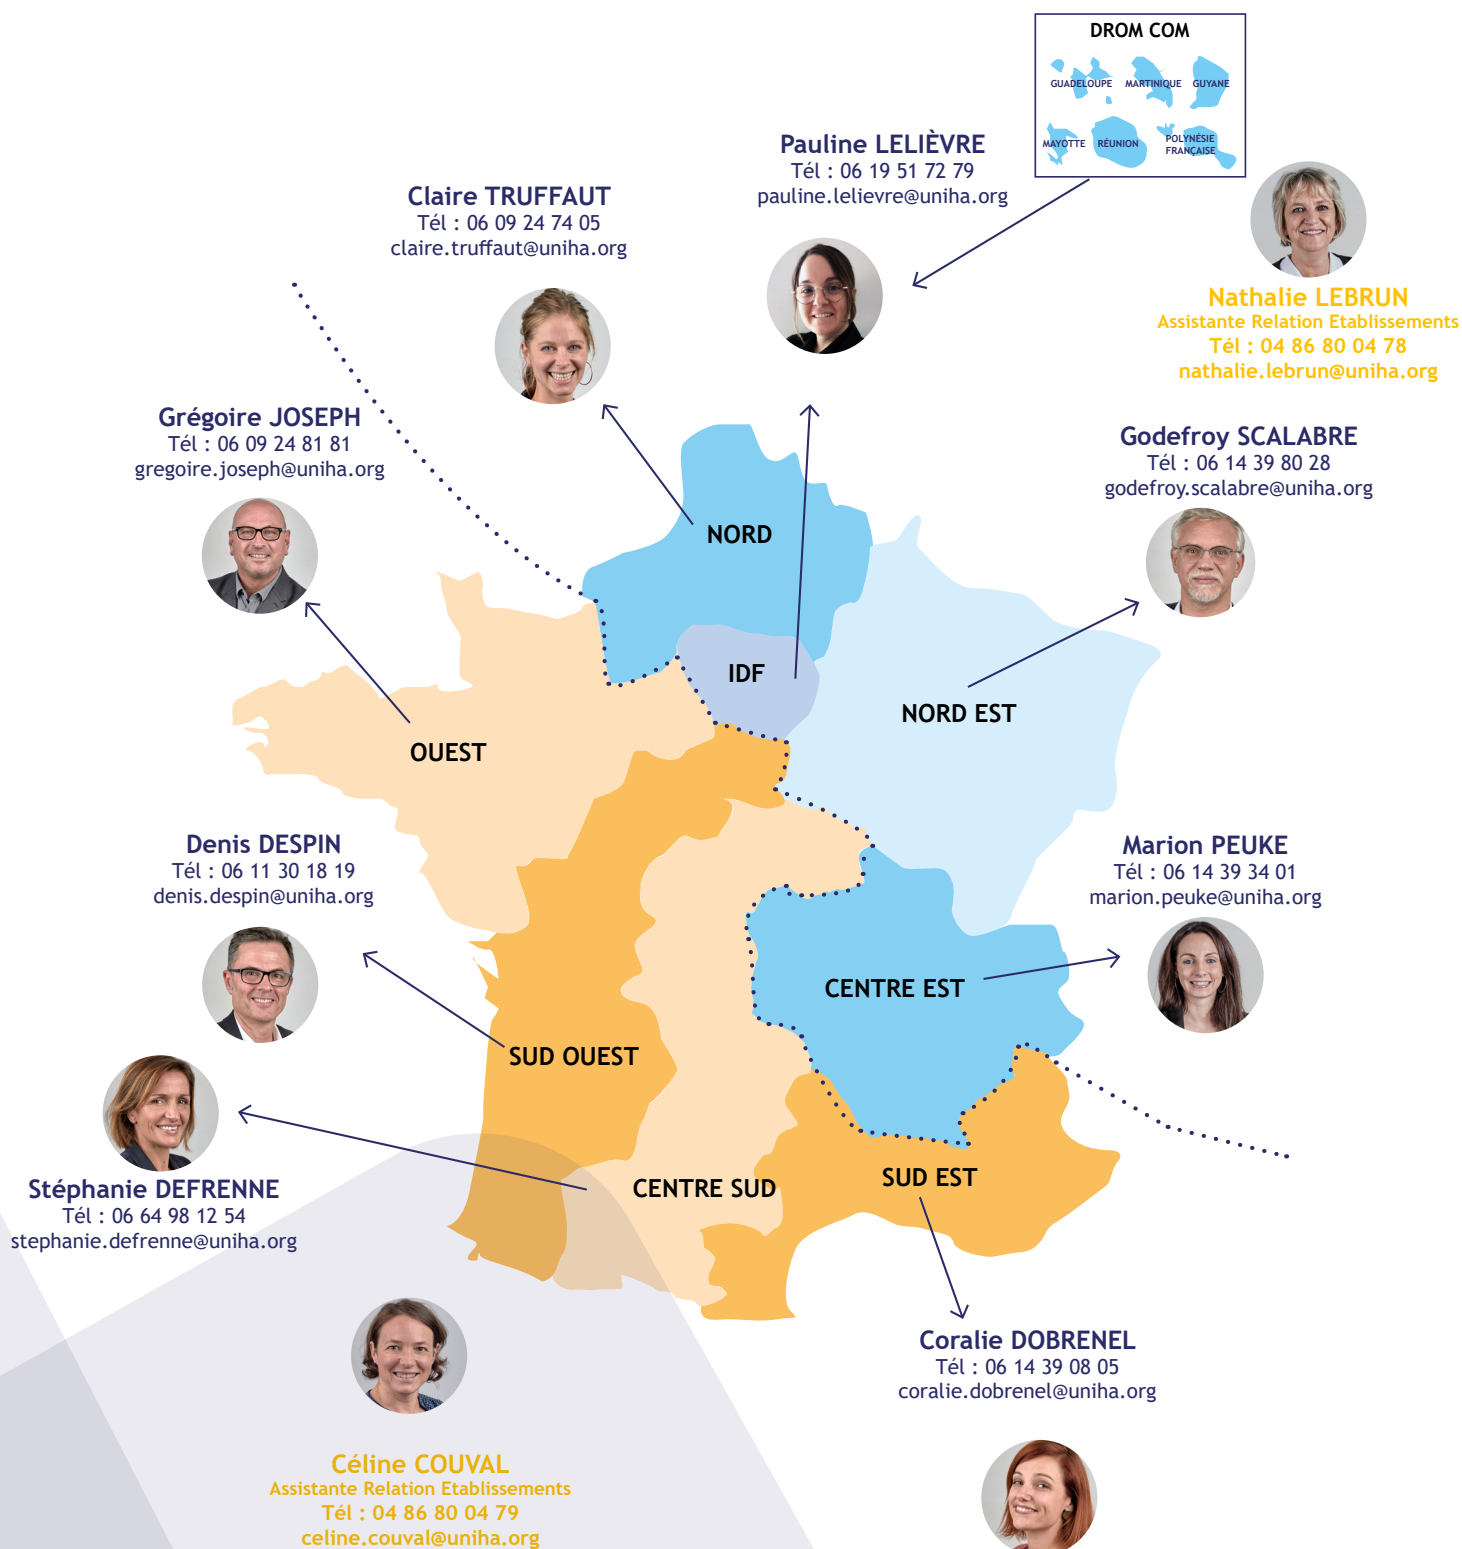 DROM COM
GUADELOUPE
MARTINIQUE
GUYANE
MAYOTTE
RÉUNION
POLYNÉSIE
FRANÇAISE
Pauline LELIÈVRE
Tél : 06 19 51 72 79
pauline.lelievre@uniha.org
Claire TRUFFAUT
Tél : 06 09 24 74 05
claire.truffaut@uniha.org
Nathalie LEBRUN
Assistante Relation Etablissements
Tél : 04 86 80 04 78
nathalie.lebrun@uniha.org
Grégoire JOSEPH
Tél : 06 09 24 81 81
gregoire.joseph@uniha.org
Godefroy SCALABRE
Tél : 06 14 39 80 28
godefroy.scalabre@uniha.org
NORD
IDF
NORD EST
OUEST
Denis DESPIN
Tél : 06 11 30 18 19
denis.despin@uniha.org
Marion PEUKE
Tél : 06 14 39 34 01
marion.peuke@uniha.org
CENTRE EST
SUD OUEST
Stéphanie DEFRENNE
Tél : 06 64 98 12 54
stephanie.defrenne@uniha.org
CENTRE SUD
SUD EST
Coralie DOBRENEL
Tél : 06 14 39 08 05
coralie.dobrenel@uniha.org
Céline COUVAL
Assistante Relation Etablissements
Tél : 04 86 80 04 79
celine.couval@uniha.org